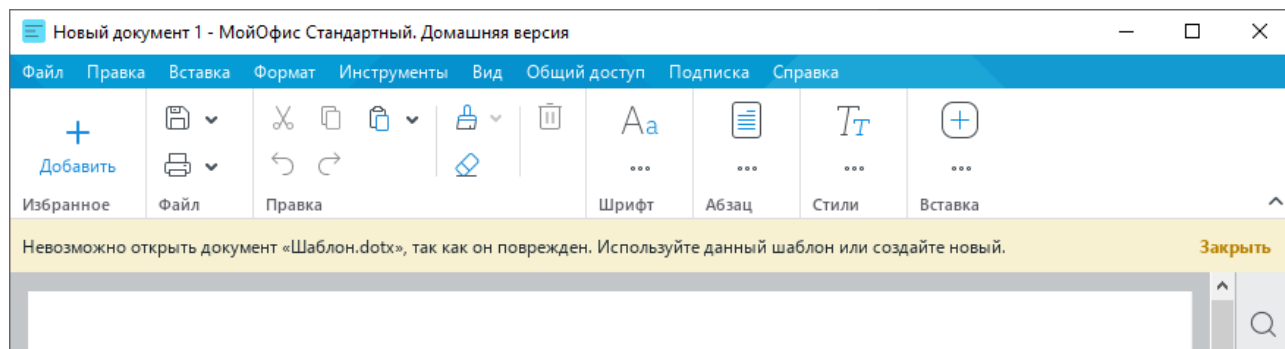 Новый документ 1 - МойОфис Стандартный. Домашняя версия
Файл Правка Вставка Формат Инструменты Вид Общий доступ Подписка Справка
Добавить
Избранное Файл Правка Шрифт Абзац Стили Вставка
Невозможно открыть документ «Шаблон.dotx», так как он поврежден. Используйте данный шаблон или создайте новый. Закрыть